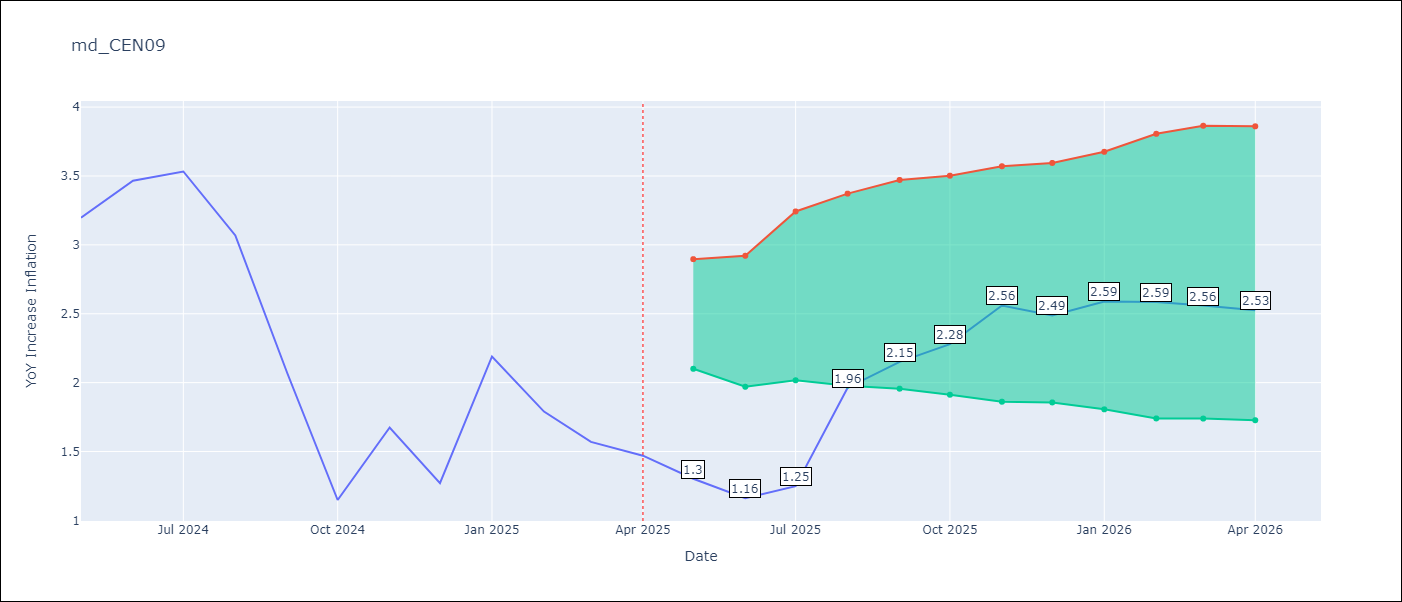 md_CEN09
YoY Increase Inflation
4
3.5
3
2.5
2
1.5
1
1.3
1.16
1.25
1.96
2.15
2.28
2.56
2.49
2.59
2.59
2.56
2.53
Jul 2024
Oct 2024
Jan 2025
Apr 2025
Jul 2025
Oct 2025
Jan 2026
Apr 2026
Date